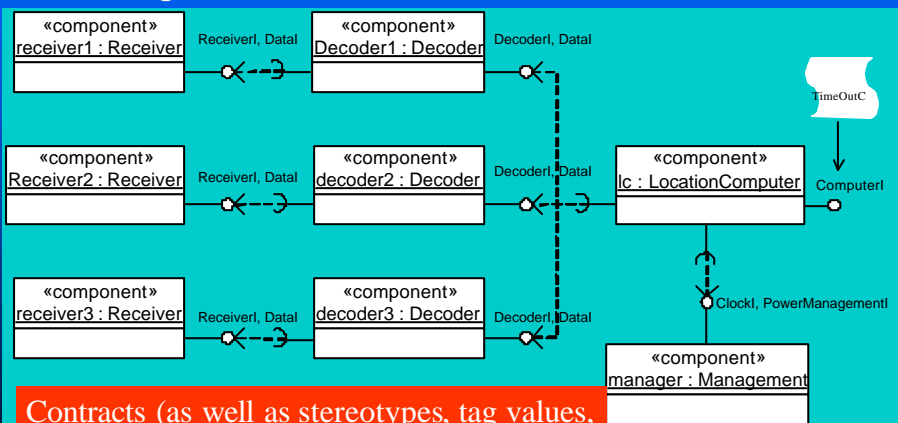 «component»
receiver1 : Receiver
ReceiverI, DataI
«component»
Decoder1 : Decoder
DecoderI, DataI
TimeOutC
«component»
Receiver2 : Receiver
ReceiverI, DataI
«component»
decoder2 : Decoder
DecoderI, DataI
«component»
lc : LocationComputer
ComputerI
«component»
receiver3 : Receiver
ReceiverI, DataI
«component»
decoder3 : Decoder
DecoderI, DataI
ClockI, PowerManagementI
«component»
manager : Management
Contracts (as well as stereotypes, tag values,